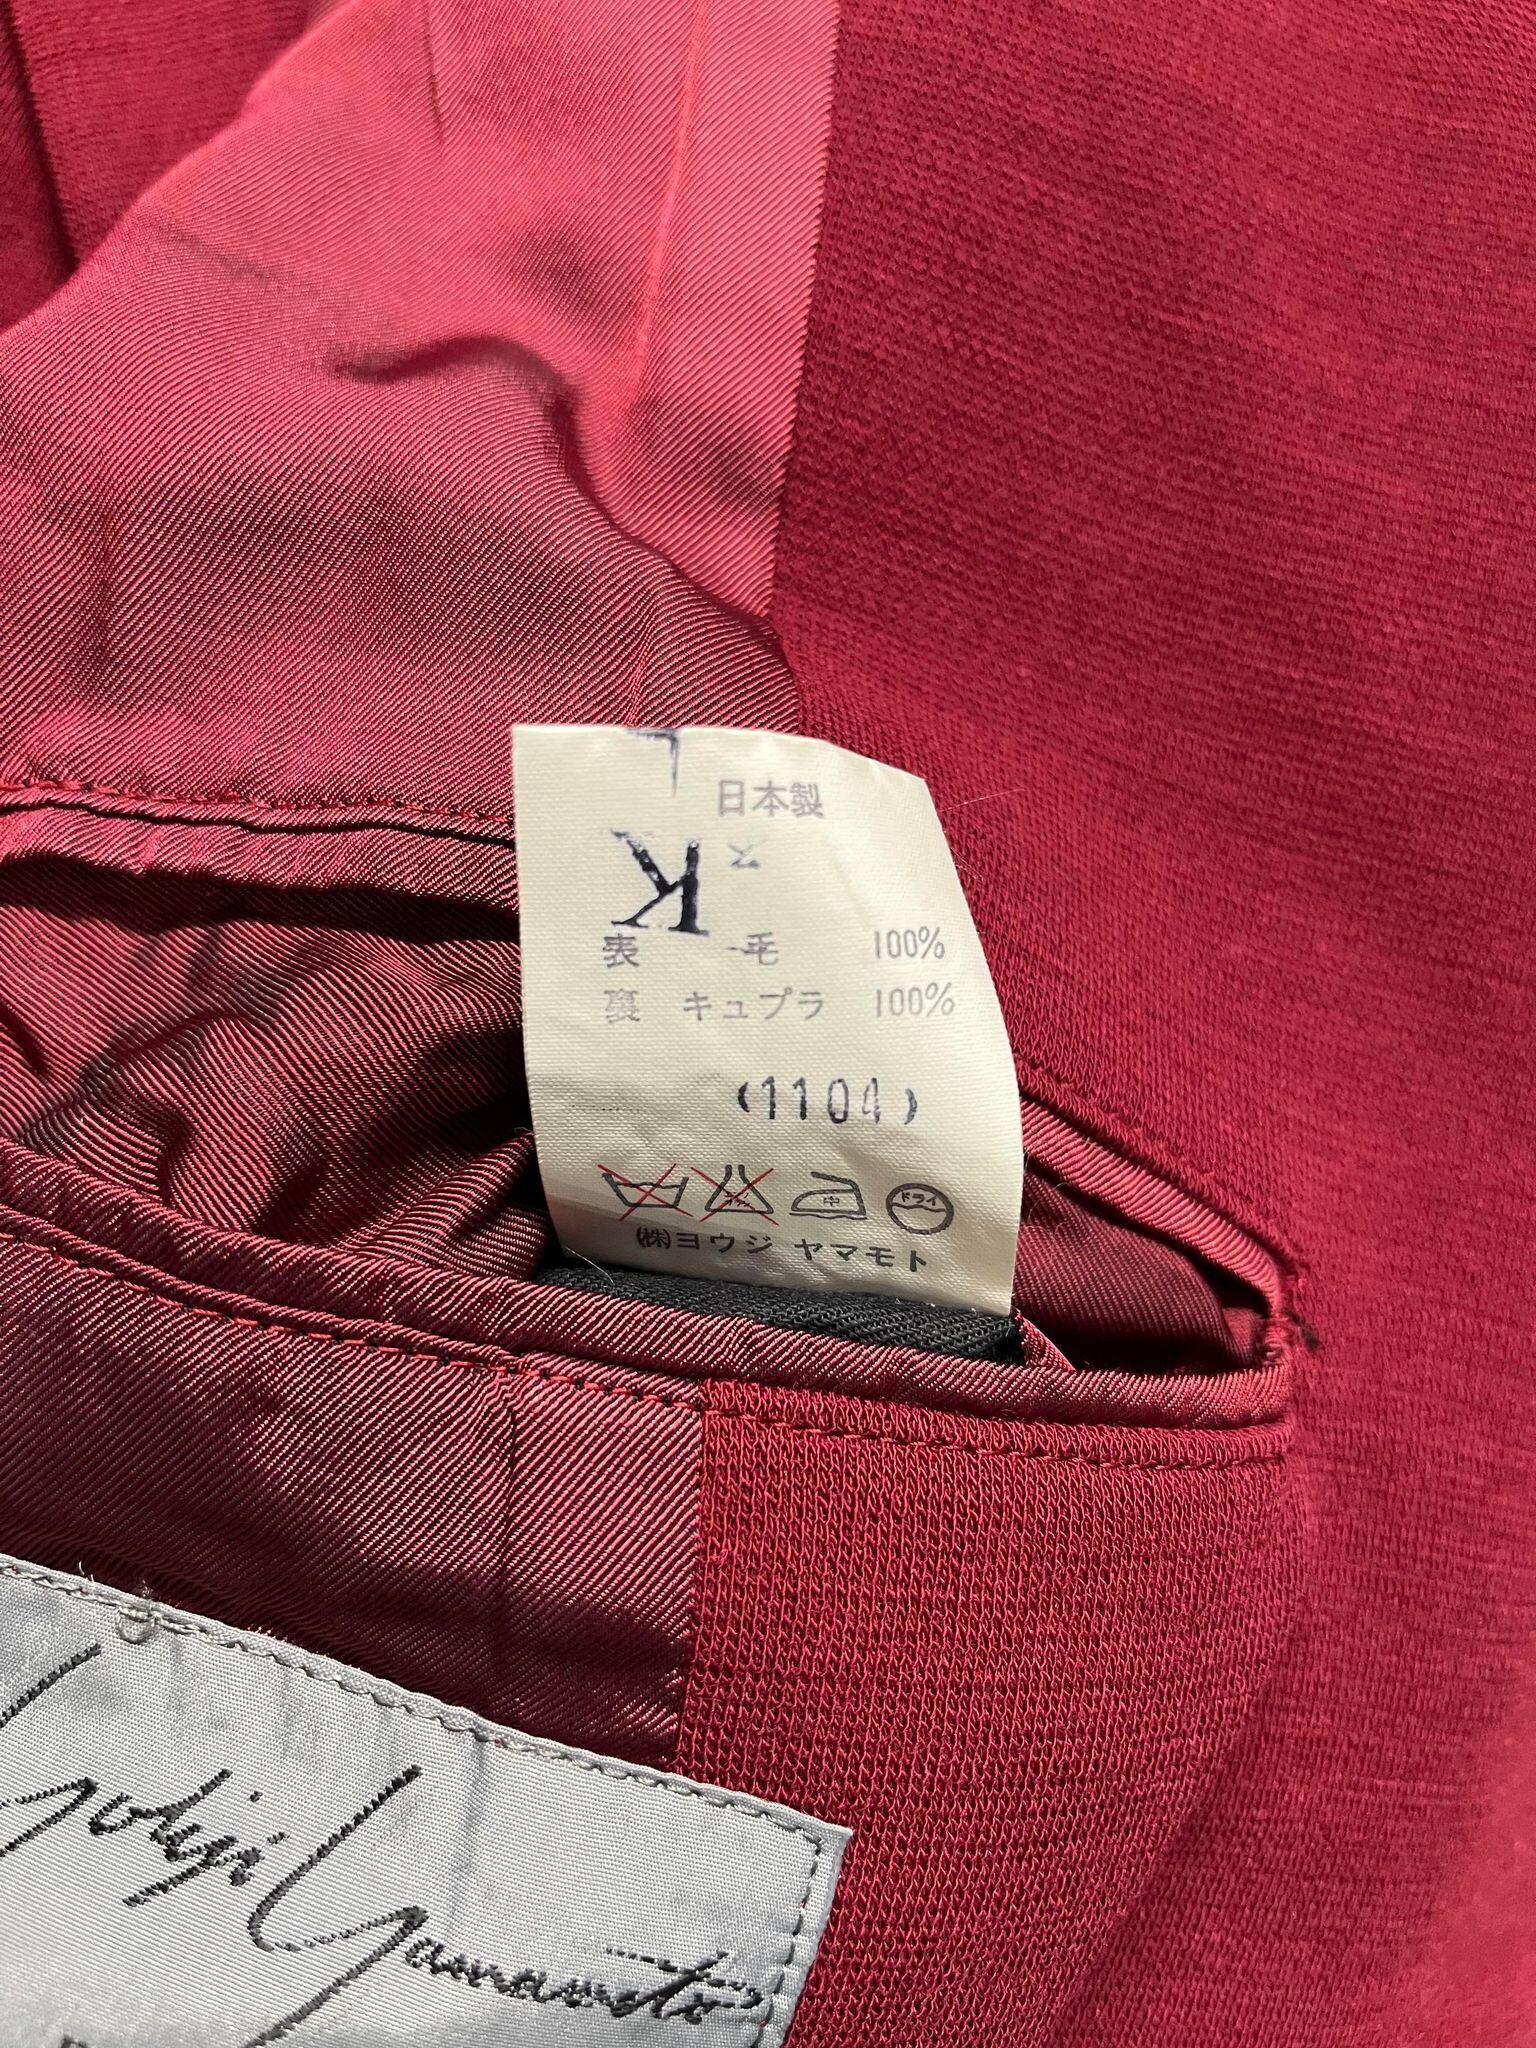 日本製
K
表 毛 100%
裏 キュプラ 100%
(1104)
中 ドライ
㈱ヨウジ ヤマモト
Yohji Yamamoto